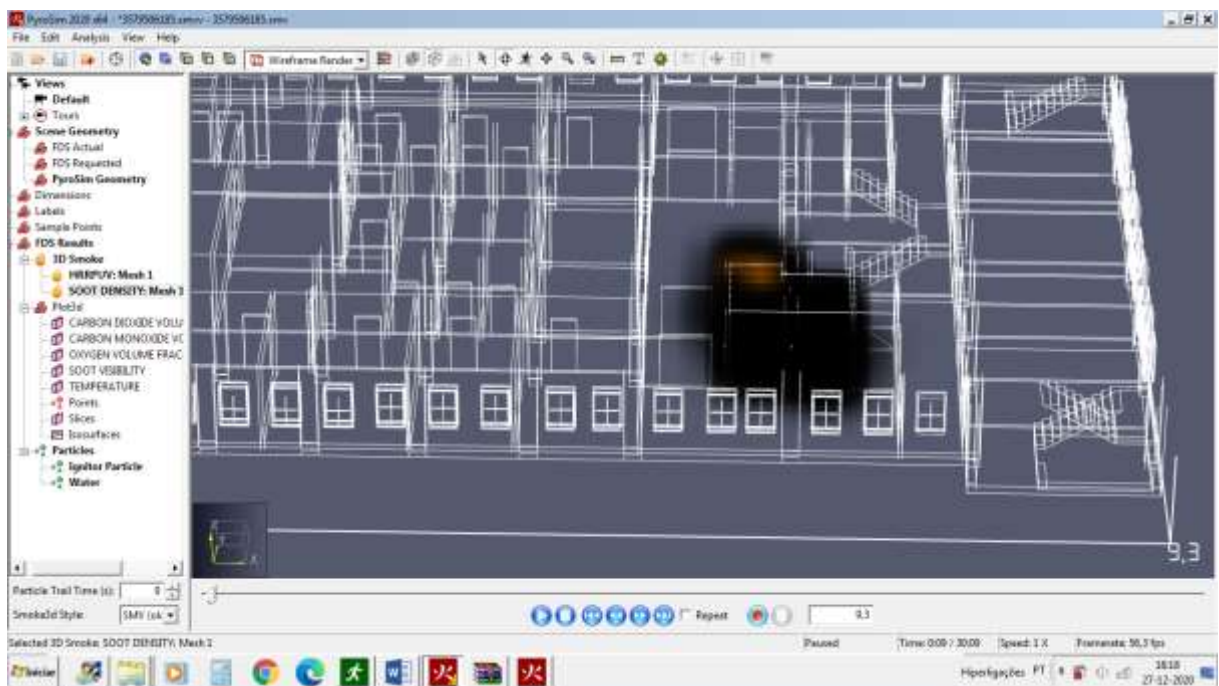 PyroSim 2020 x64 - *3579506185.smvv - 3579506185.smv
File Edit Analysis View Help
Wireframe Render
Views
Default
Tours
Scene Geometry
FDS Actual
FDS Requested
PyroSim Geometry
Dimensions
Labels
Sample Points
FDS Results
3D Smoke
HRRPUV: Mesh 1
SOOT DENSITY: Mesh 1
Plot3d
CARBON DIOXIDE VOLU
CARBON MONOXIDE VC
OXYGEN VOLUME FRAC
SOOT VISIBILITY
TEMPERATURE
Points
Slices
Isosurfaces
Particles
Ignitor Particle
Water
X
9,3
Particle Trail Time (s): 0
Smoke3d Style: SMV
Repeat 9,3
Selected 3D Smoke: SOOT DENSITY: Mesh 1 Paused Time: 0:09 / 30:00 Speed: 1 X Framerate: 56,3 fps
Iniciar Hiperligações PT 18:18
27-12-2020